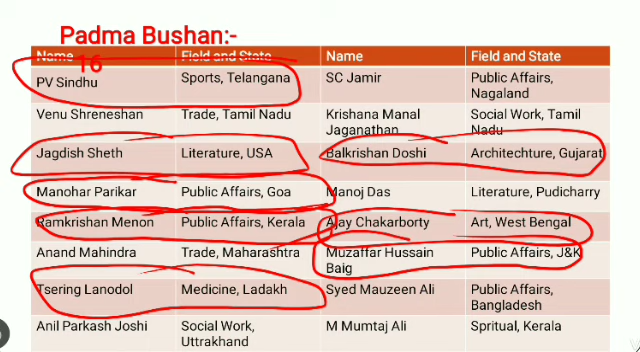 Padma Bushan:-
16
Name Field and State Name Field and State
PV Sindhu Sports, Telangana SC Jamir Public Affairs,
Nagaland
Venu Shreneshan Trade, Tamil Nadu Krishana Manal Social Work, Tamil
Jaganathan Nadu
Jagdish Sheth Literature, USA Balkrishan Doshi Architechture, Gujarat
Manohar Parikar Public Affairs, Goa Manoj Das Literature, Pudicharry
Ramkrishan Menon Public Affairs, Kerala Ajay Chakarborty Art, West Bengal
Anand Mahindra Trade, Maharashtra Muzaffar Hussain Public Affairs, J&K
Baig
Tsering Lanodol Medicine, Ladakh Syed Mauzeen Ali Public Affairs,
Bangladesh
Anil Parkash Joshi Social Work, M Mumtaj Ali Spritual, Kerala
Uttrakhand